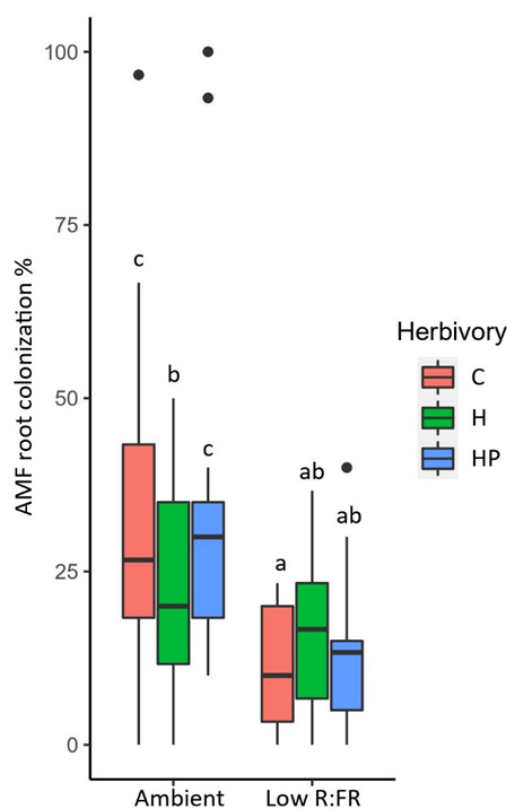 AMF root colonization %
100
75
50
25
0
c
b
c
a
ab
ab
Ambient
Low R:FR
Herbivory
C
H
HP